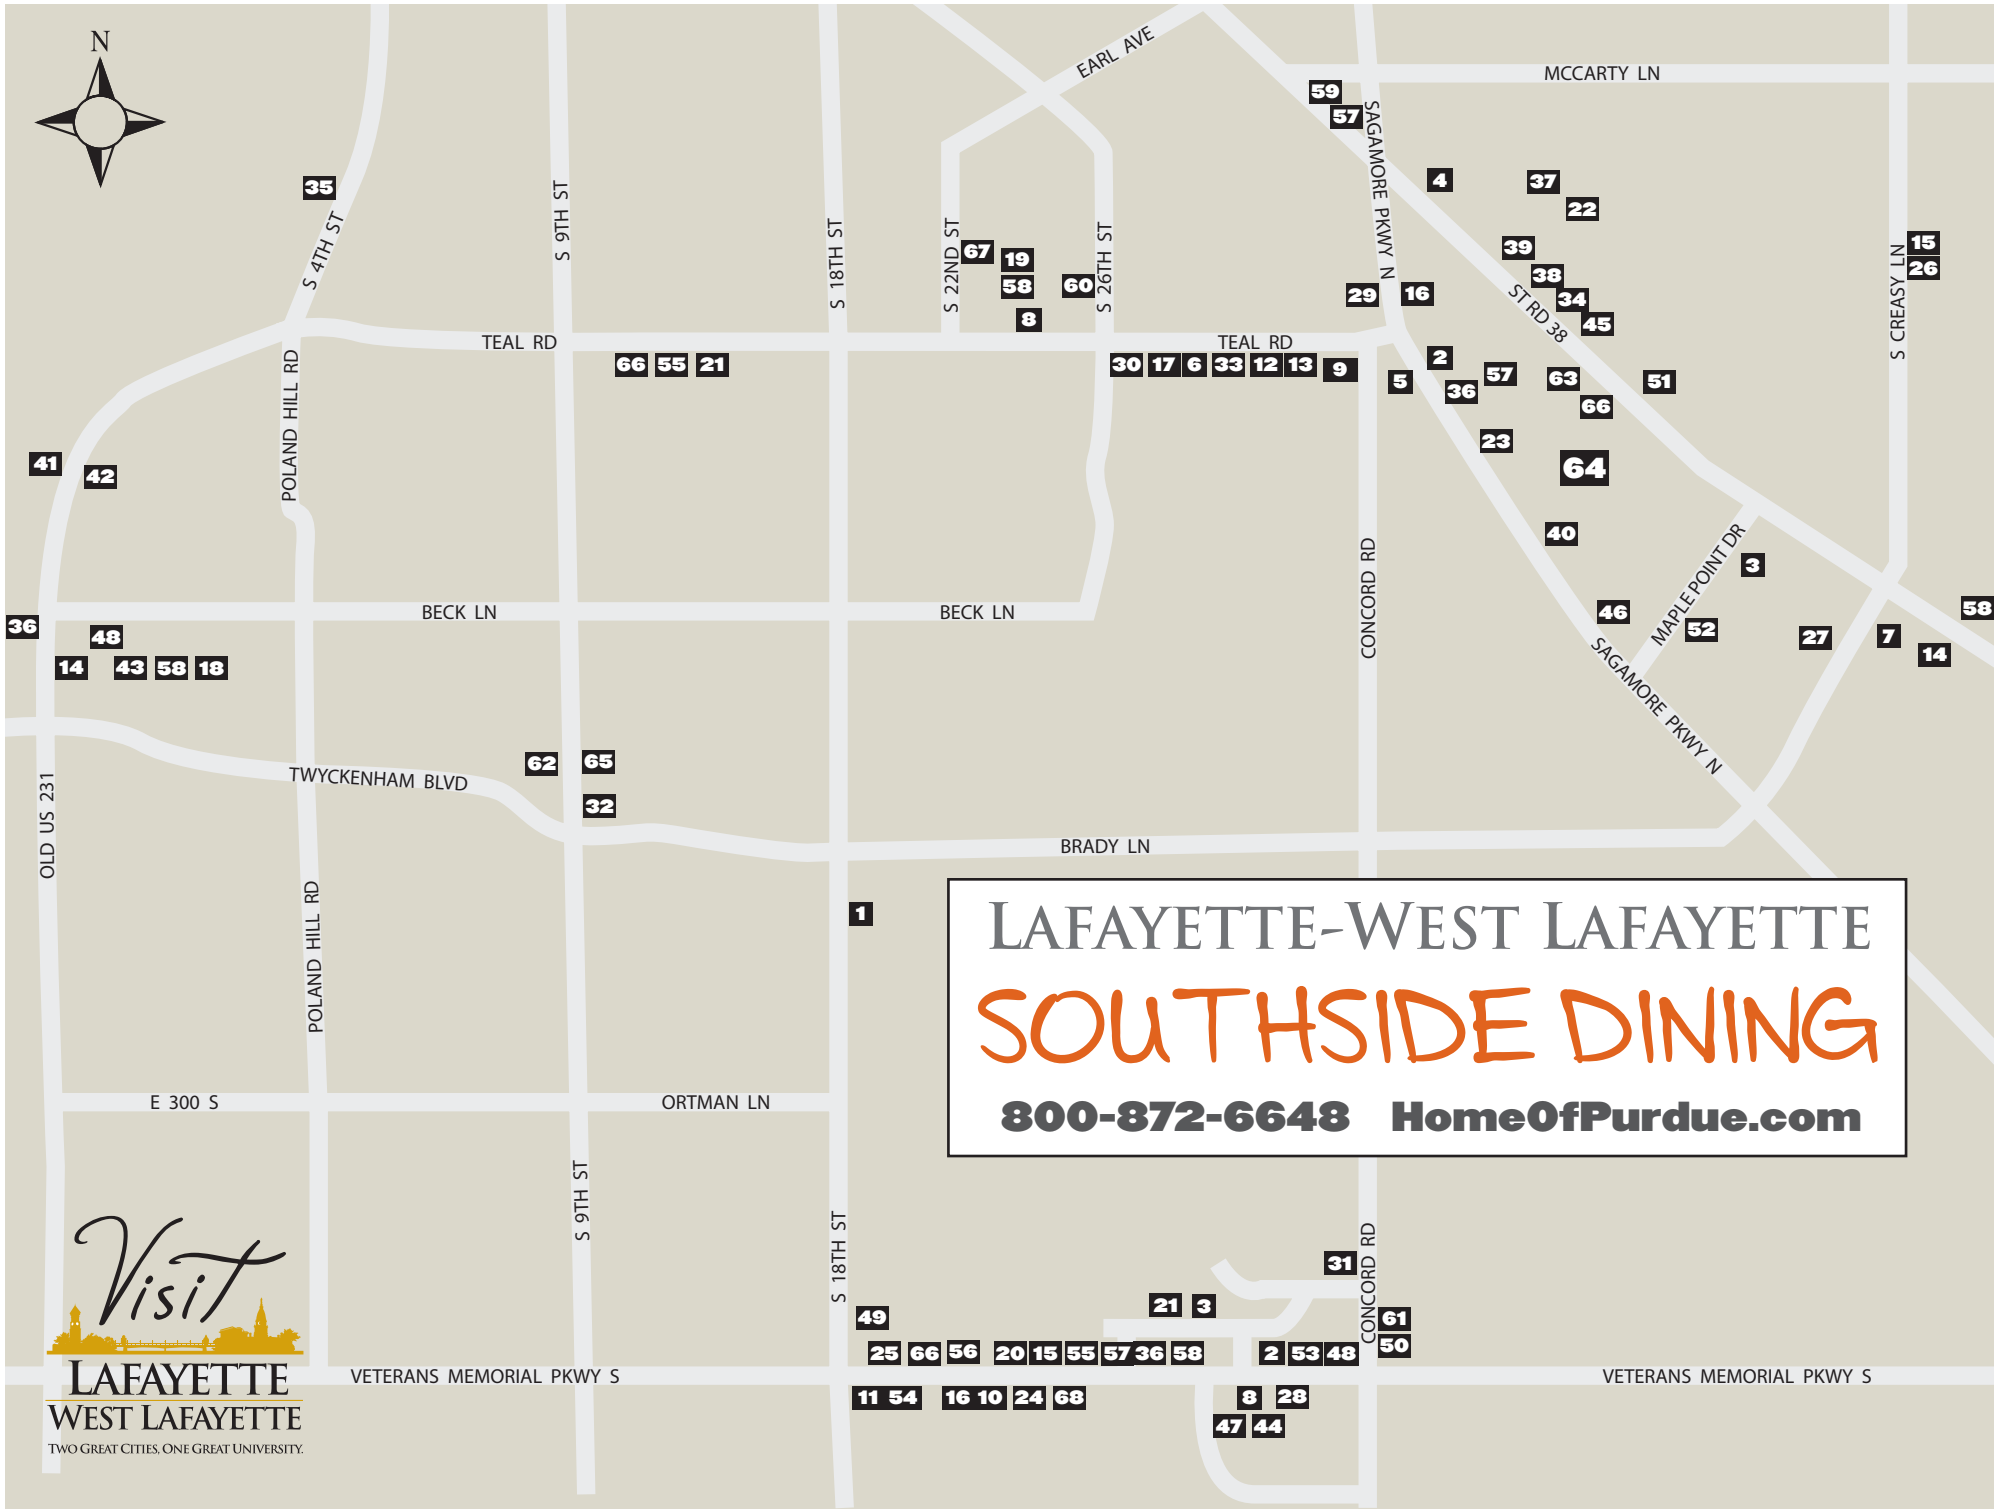 N
EARL AVE
MCCARTY LN
59
57
SAGAMORE PKWY N
35
4
37
22
S 4TH ST
S 9TH ST
S 18TH ST
S 22ND ST
S 26TH ST
67
19
58
60
8
39
38
34
45
ST RD 38
15
26
S CREASY LN
29
16
TEAL RD
TEAL RD
66 55 21
30 17 6 33 12 13 9
5
2
36
57
63
66
51
23
64
POLAND HILL RD
41
42
40
CONCORD RD
MAPLE POINT DR
3
BECK LN
BECK LN
36
48
14 43 58 18
46
52
27
7
14
58
SAGAMORE PKWY N
62
65
32
TWYCKENHAM BLVD
OLD US 231
BRADY LN
POLAND HILL RD
1
LAFAYETTE-WEST LAFAYETTE
SOUTHSIDE DINING
800-872-6648 HomeOfPurdue.com
E 300 S
ORTMAN LN
S 9TH ST
S 18TH ST
CONCORD RD
31
21 3
49
61
50
25 66 56 20 15 55 57 36 58 2 53 48
VETERANS MEMORIAL PKWY S
VETERANS MEMORIAL PKWY S
11 54 16 10 24 68 8 28
47 44
Visit
LAFAYETTE
WEST LAFAYETTE
TWO GREAT CITIES, ONE GREAT UNIVERSITY.